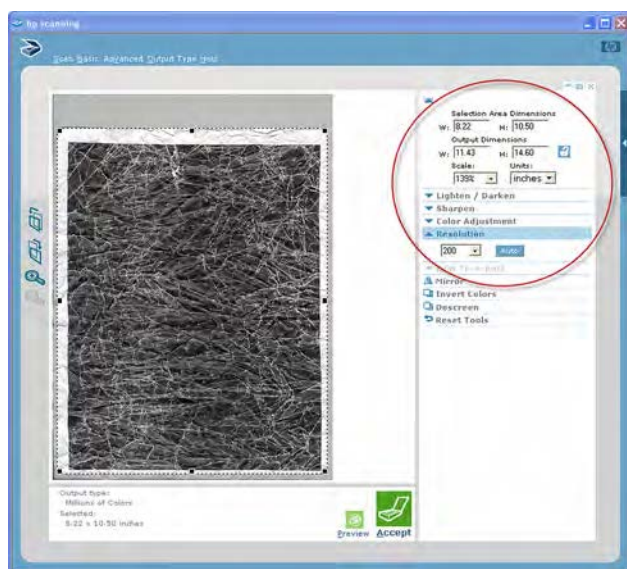 hp scanning
Scan Basic Advanced Output Type Help
Selection Area Dimensions
W: 8.22 H: 10.50
Output Dimensions
W: 11.43 H: 14.60
Scale: Units:
139% inches
Lighten / Darken
Sharpen
Color Adjustment
Resolution
200 Auto
Mirror
Invert Colors
Descreen
Reset Tools
Output type:
Millions of Colors
Selected:
8.22 x 10.50 inches
Preview Accept